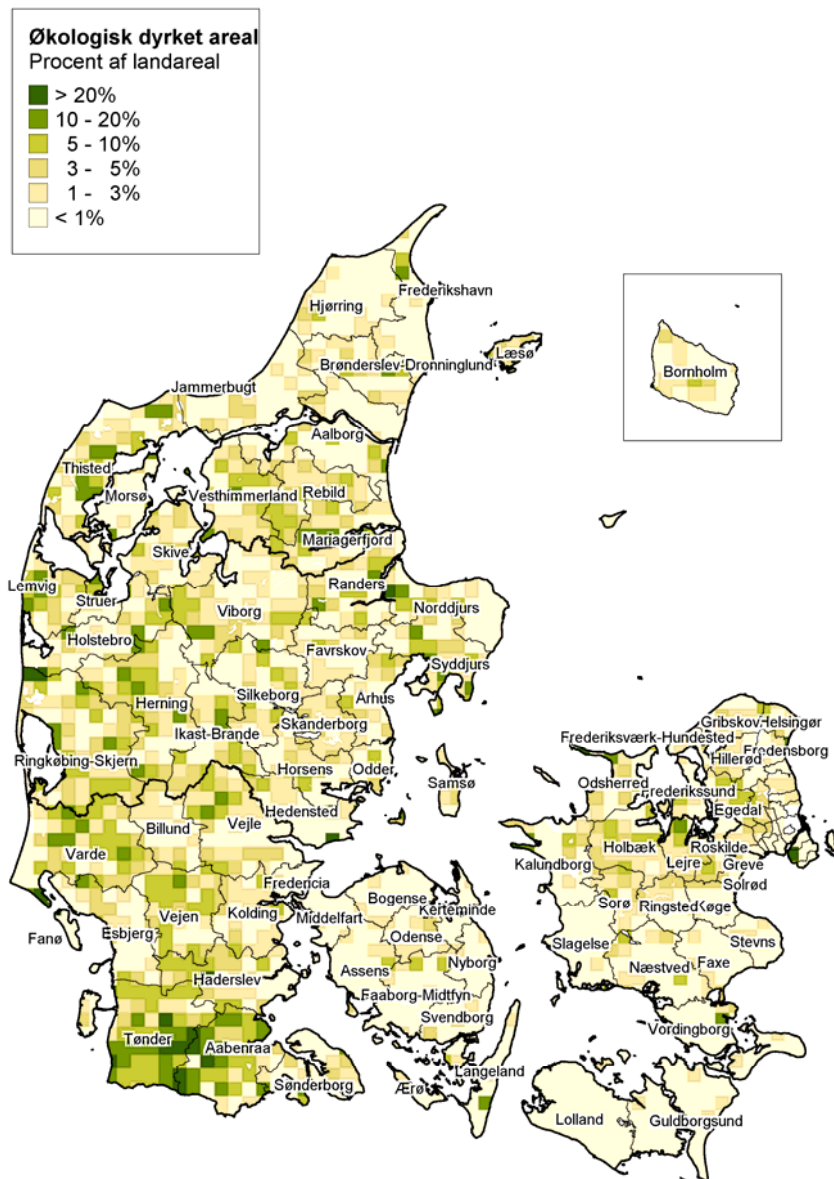 Økologisk dyrket areal
Procent af landareal
> 20%
10 - 20%
5 - 10%
3 - 5%
1 - 3%
< 1%
Frederikshavn
Hjørring
Læsø
Brønderslev-Dronninglund
Bornholm
Jammerbugt
Aalborg
Thisted
Morsø
Vesthimmerland
Rebild
Mariagerfjord
Skive
Lemvig
Randers
Struer
Viborg
Norddjurs
Holstebro
Favrskov
Syddjurs
Silkeborg
Århus
Herning
Skanderborg
Gribskov
Helsingør
Ikast-Brande
Frederiksværk-Hundested
Fredensborg
Hillerød
Ringkøbing-Skjern
Horsens
Odder
Samsø
Odsherred
Frederikssund
Hedensted
Egedal
Billund
Vejle
Varde
Holbæk
Roskilde
Kalundborg
Lejre
Greve
Fredericia
Solrød
Bogense
Vejen
Kolding
Middelfart
Kerteminde
Sorø
Ringsted
Køge
Fanø
Esbjerg
Odense
Slagelse
Stevns
Nyborg
Næstved
Faxe
Haderslev
Assens
Faaborg-Midtfyn
Svendborg
Vordingborg
Tønder
Aabenraa
Langeland
Sønderborg
Ærø
Lolland
Guldborgsund